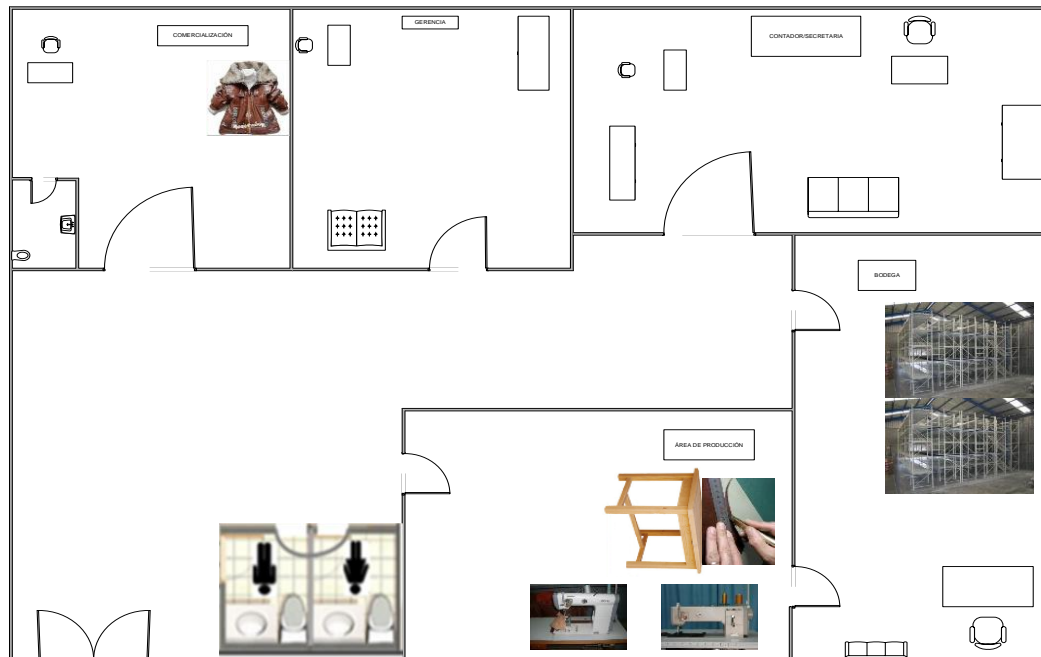 COMERCIALIZACIÓN
GERENCIA
CONTADOR/SECRETARIA
BODEGA
ÁREA DE PRODUCCIÓN